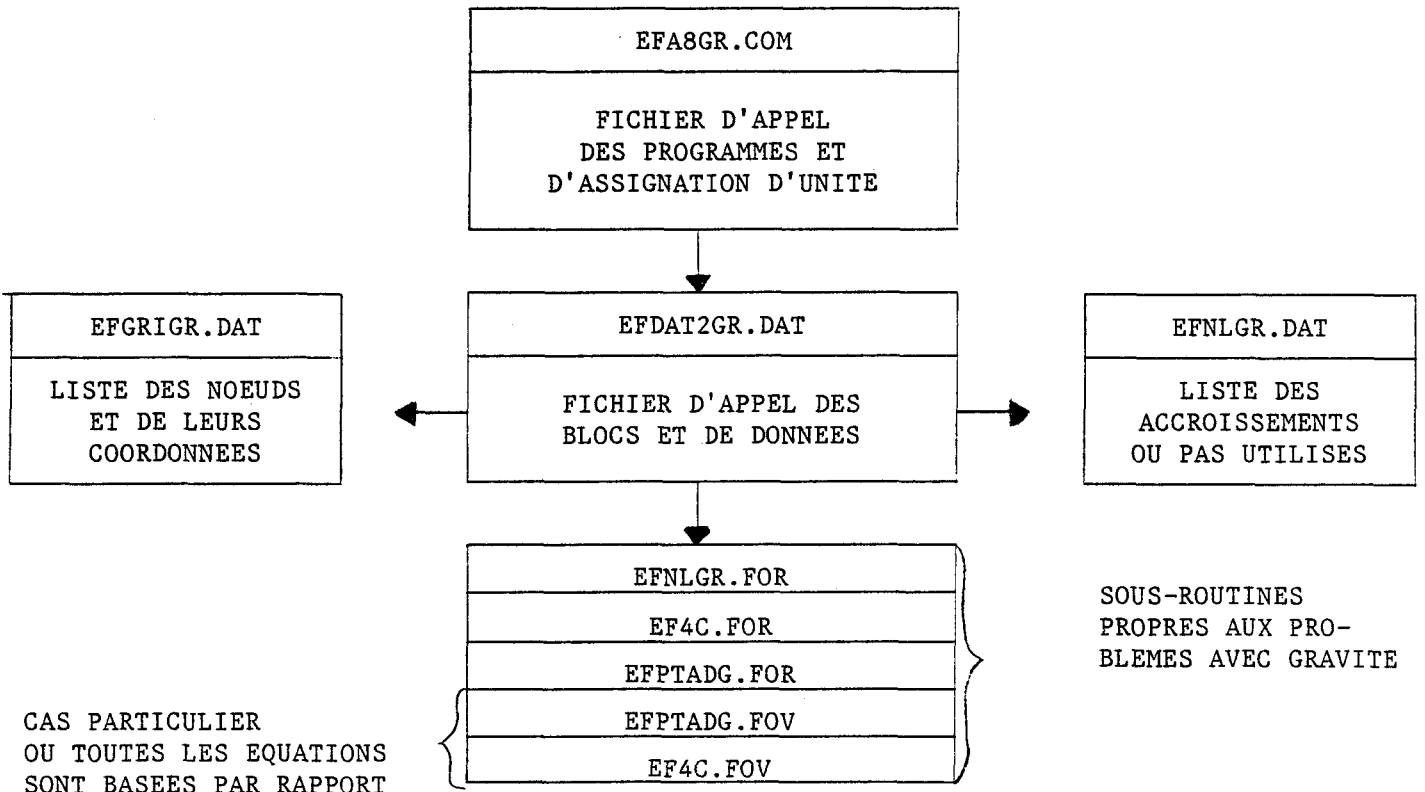 EFA8GR.COM
FICHIER D'APPEL
DES PROGRAMMES ET
D'ASSIGNATION D'UNITE
EFGRIGR.DAT
LISTE DES NOEUDS
ET DE LEURS
COORDONNEES
EFDAT2GR.DAT
FICHIER D'APPEL DES
BLOCS ET DE DONNEES
EFNLGR.DAT
LISTE DES
ACCROISSEMENTS
OU PAS UTILISES
EFNLGR.FOR
EF4C.FOR
EFPTADG.FOR
EFPTADG.FOV
EF4C.FOV
SOUS-ROUTINES
PROPRES AUX PRO-
BLEMES AVEC GRAVITE
CAS PARTICULIER
OU TOUTES LES EQUATIONS
SONT BASEES PAR RAPPORT